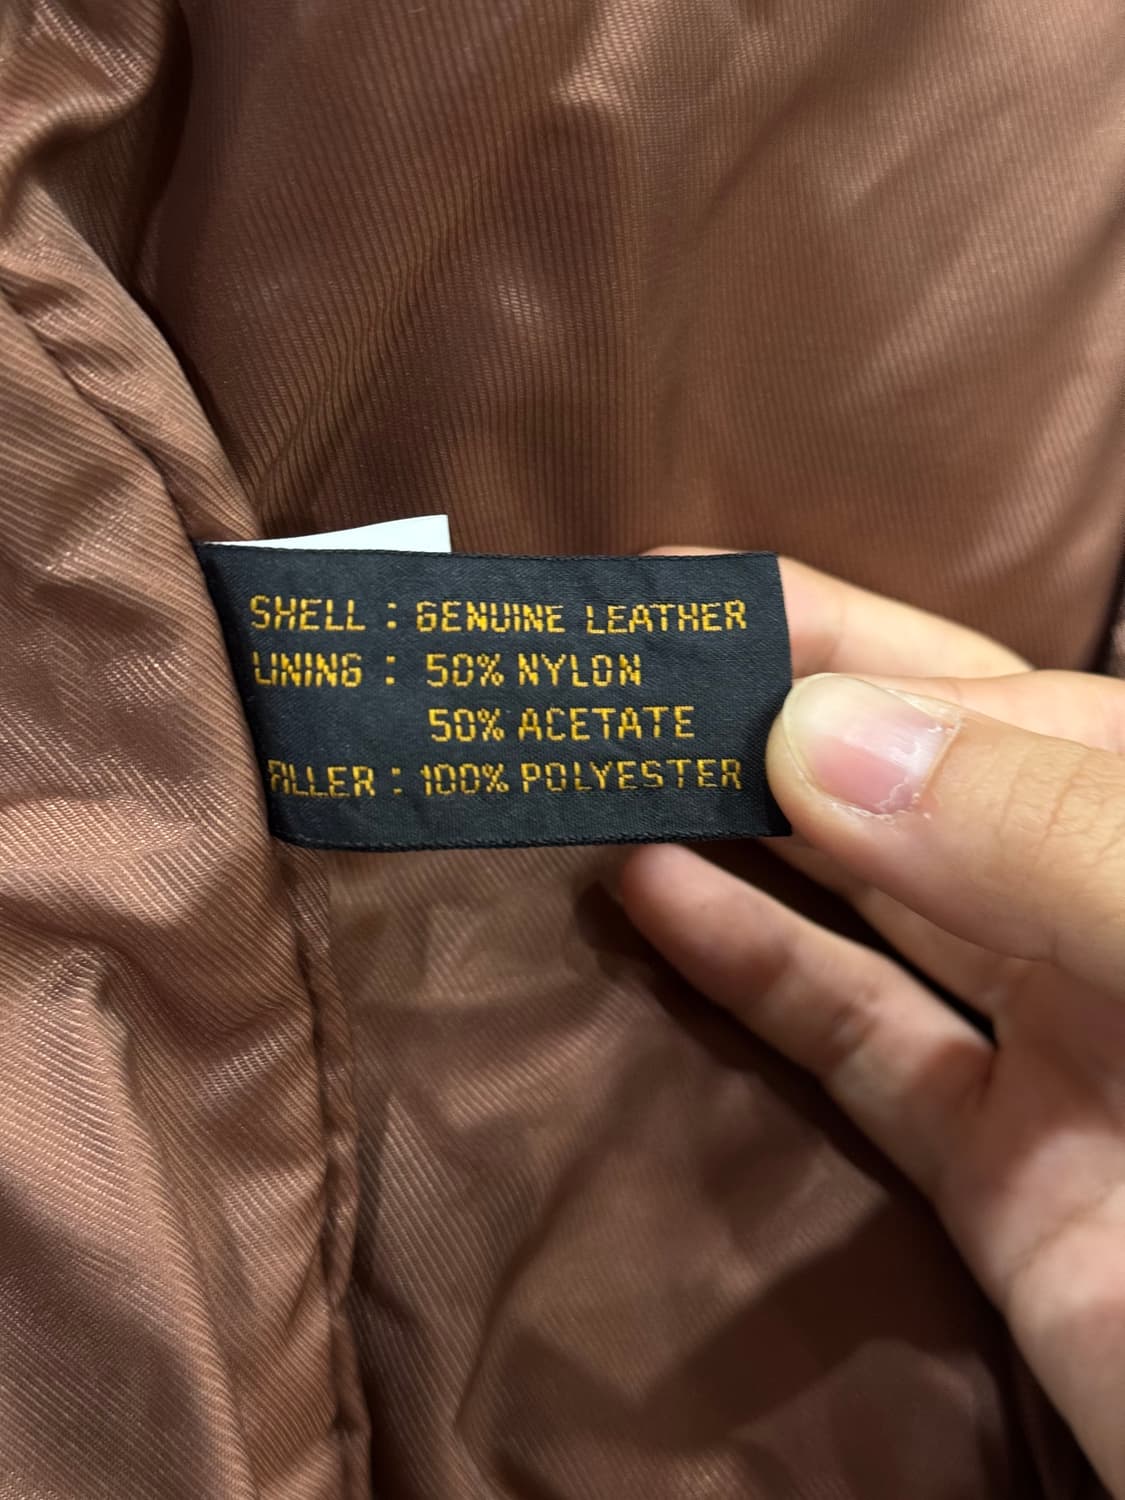 SHELL : GENUINE LEATHER
LINING : 50% NYLON
50% ACETATE
FILLER : 100% POLYESTER